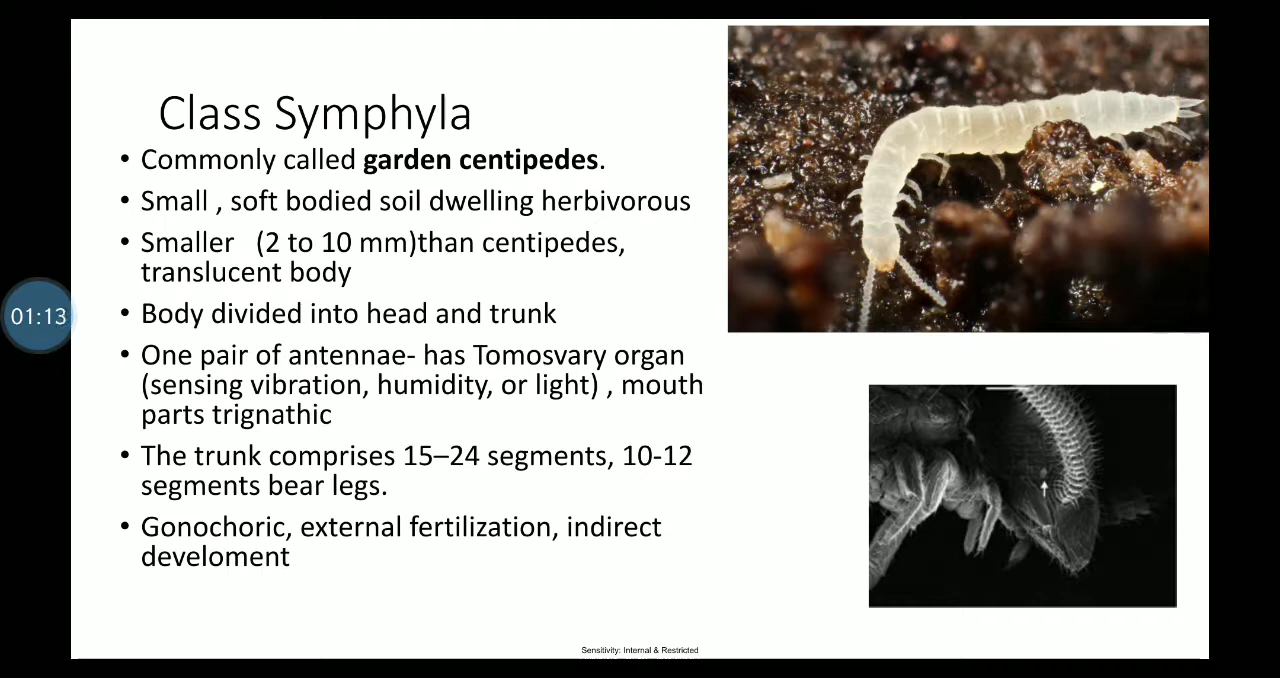 Class Symphyla
• Commonly called garden centipedes.
• Small , soft bodied soil dwelling herbivorous
• Smaller (2 to 10 mm)than centipedes,
translucent body
• Body divided into head and trunk
• One pair of antennae- has Tomosvary organ
(sensing vibration, humidity, or light) , mouth
parts trignathic
• The trunk comprises 15–24 segments, 10-12
segments bear legs.
• Gonochoric, external fertilization, indirect
develoment
01:13
Sensitivity: Internal & Restricted